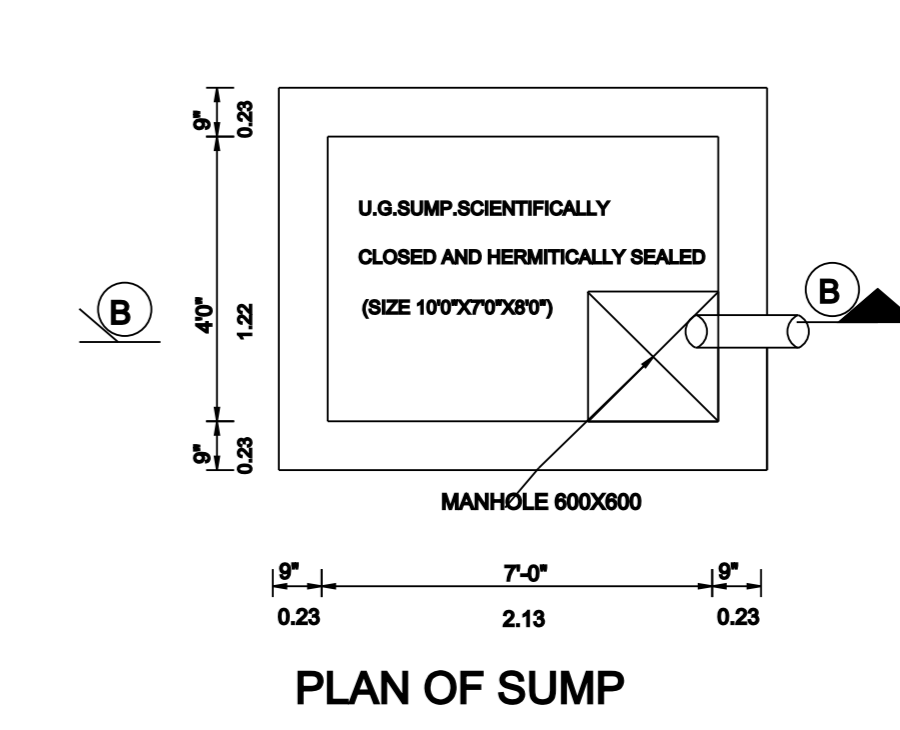 9"
0.23
U.G.SUMP.SCIENTIFICALLY
CLOSED AND HERMITICALLY SEALED
(SIZE 10'0"X7'0"X8'0")
B
4'0"
1.22
B
9"
0.23
MANHOLE 600X600
9"
7'-0"
9"
0.23
2.13
0.23
PLAN OF SUMP